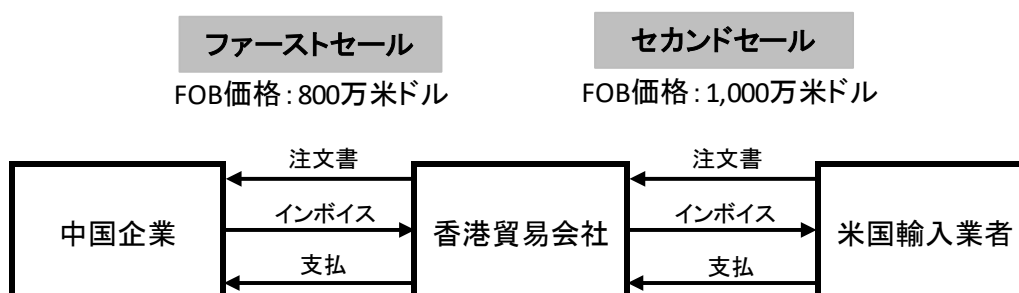 ファーストセール
セカンドセール
FOB価格：800万米ドル
FOB価格：1,000万米ドル
注文書
注文書
中国企業
インボイス
香港貿易会社
インボイス
米国輸入業者
支払
支払